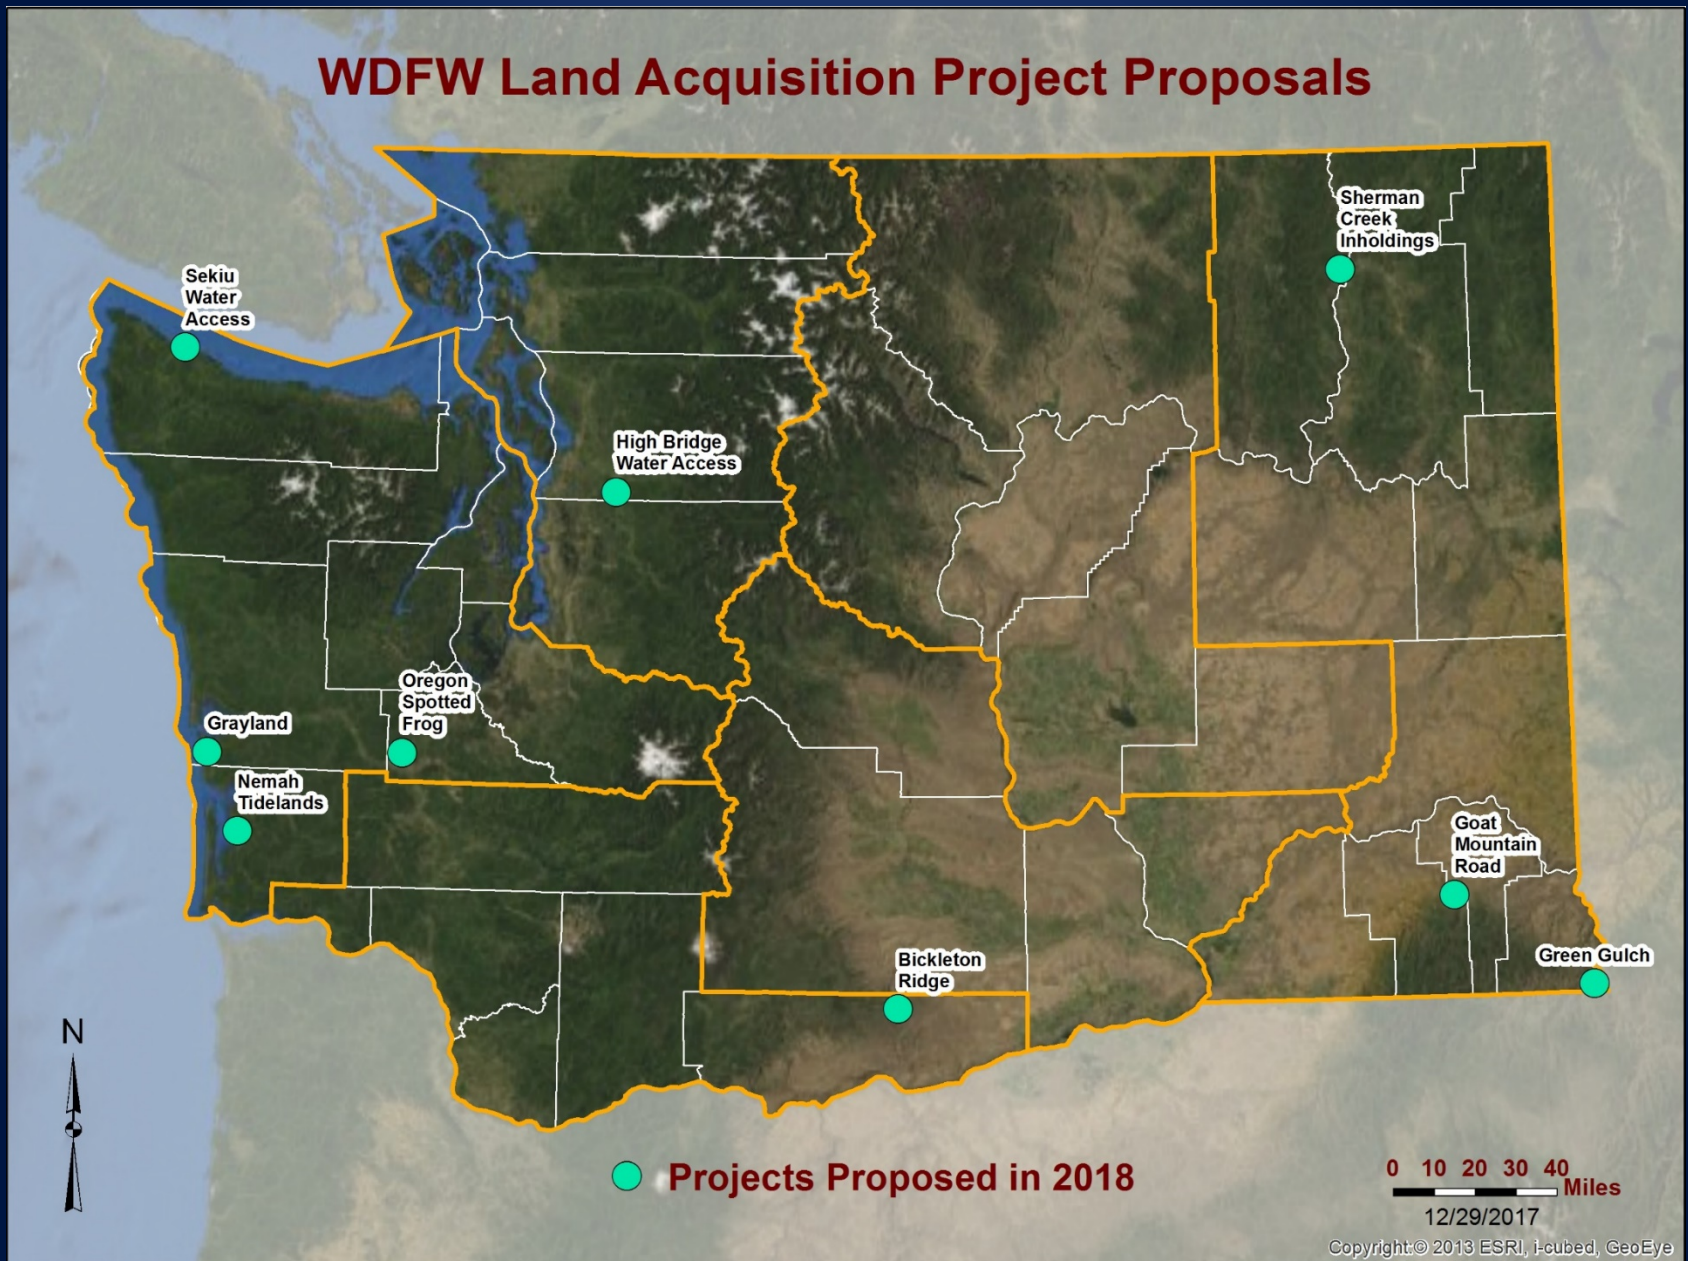 WDFW Land Acquisition Project Proposals
Sherman
Creek
Inholdings
Sekiu
Water
Access
High Bridge
Water Access
Oregon
Spotted
Frog
Grayland
Nemah
Tidelands
Goat
Mountain
Road
Green Gulch
Bickleton
Ridge
N
Projects Proposed in 2018
0 10 20 30 40
Miles
12/29/2017
Copyright:© 2013 ESRI, i-cubed, GeoEye